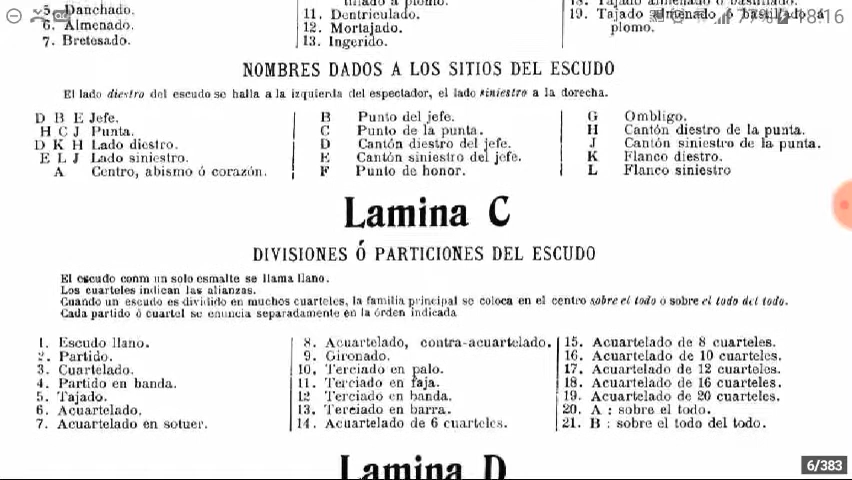 5. Danchado.
6. Almenado.
7. Bretesado.
11. Dentriculado.
12. Mortajado.
13. Ingerido.
19. Tajado almenado ó bastillado á
plomo.
77% 18:16
NOMBRES DADOS A LOS SITIOS DEL ESCUDO
El lado diestro del escudo se halla a la izquierda del espectador, el lado siniestro a la dorecha.
D B E Jefe.
H C J Punta.
D K H Lado diestro.
E L J Lado siniestro.
A Centro, abismo ó corazón.
B Punto del jefe.
C Punto de la punta.
D Cantón diestro del jefe.
E Cantón siniestro del jefe.
F Punto de honor.
G Ombligo.
H Cantón diestro de la punta.
J Cantón siniestro de la punta.
K Flanco diestro.
L Flanco siniestro
Lamina C
DIVISIONES Ó PARTICIONES DEL ESCUDO
El escudo conm un solo esmalte se llama llano.
Los cuarteles indican las alianzas.
Cuando un escudo es dividido en muchos cuarteles, la familia principal se coloca en el centro sobre el todo ó sobre el todo del todo.
Cada partido ó cuartel se enuncia separadamente en la órden indicada
1. Escudo llano.
2. Partido.
3. Cuartelado.
4. Partido en banda.
5. Tajado.
6. Acuartelado.
7. Acuartelado en sotuer.
8. Acuartelado, contra-acuartelado.
9. Gironado.
10, Terciado en palo.
11. Terciado en faja.
12 Terciado en banda.
13. Terciado en barra.
14. Acuartelado de 6 cuarteles.
15. Acuartelado de 8 cuarteles.
16. Acuartelado de 10 cuarteles.
17. Acuartelado de 12 cuarteles.
18. Acuartelado de 16 cuarteles.
19. Acuartelado de 20 cuarteles.
20. A : sobre el todo.
21. B : sobre el todo del todo.
Lamina D
6/383